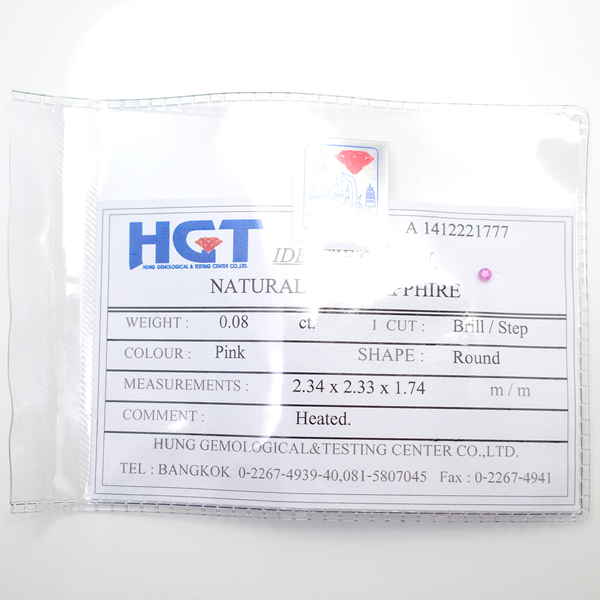 A 1412221777
HGT
HUNG GEMOLOGICAL & TESTING CENTER CO.,LTD.
NATURAL
WEIGHT : 0.08 ct. 1 CUT : Brill / Step
COLOUR : Pink SHAPE : Round
MEASUREMENTS : 2.34 x 2.33 x 1.74 m / m
COMMENT : Heated.
HUNG GEMOLOGICAL&TESTING CENTER CO.,LTD.
TEL : BANGKOK 0-2267-4939-40,081-5807045 Fax : 0-2267-4941